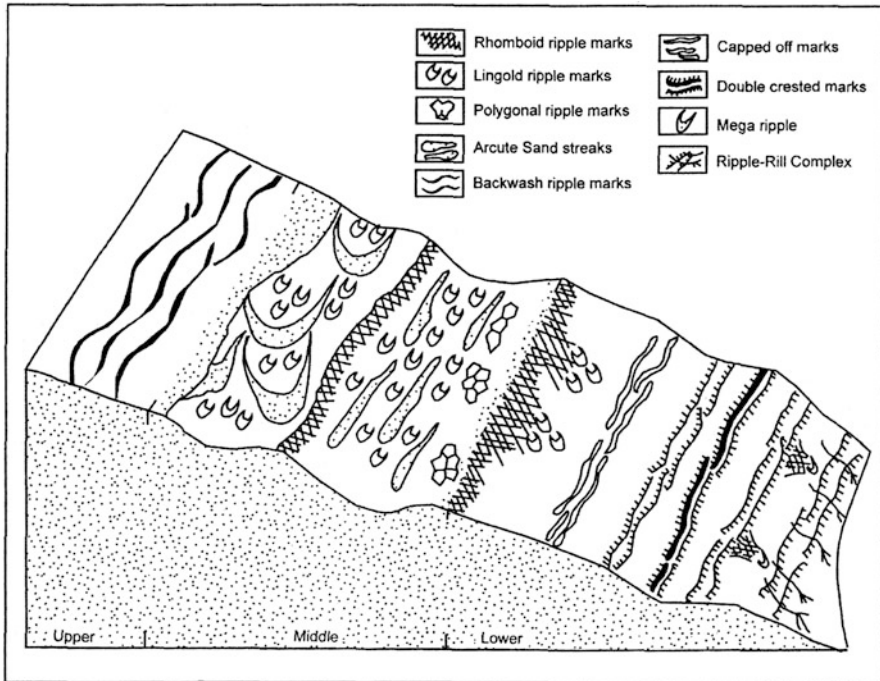 Rhomboid ripple marks
Lingold ripple marks
Polygonal ripple marks
Arcute Sand streaks
Backwash ripple marks
Capped off marks
Double crested marks
Mega ripple
Ripple-Rill Complex
Upper
Middle
Lower